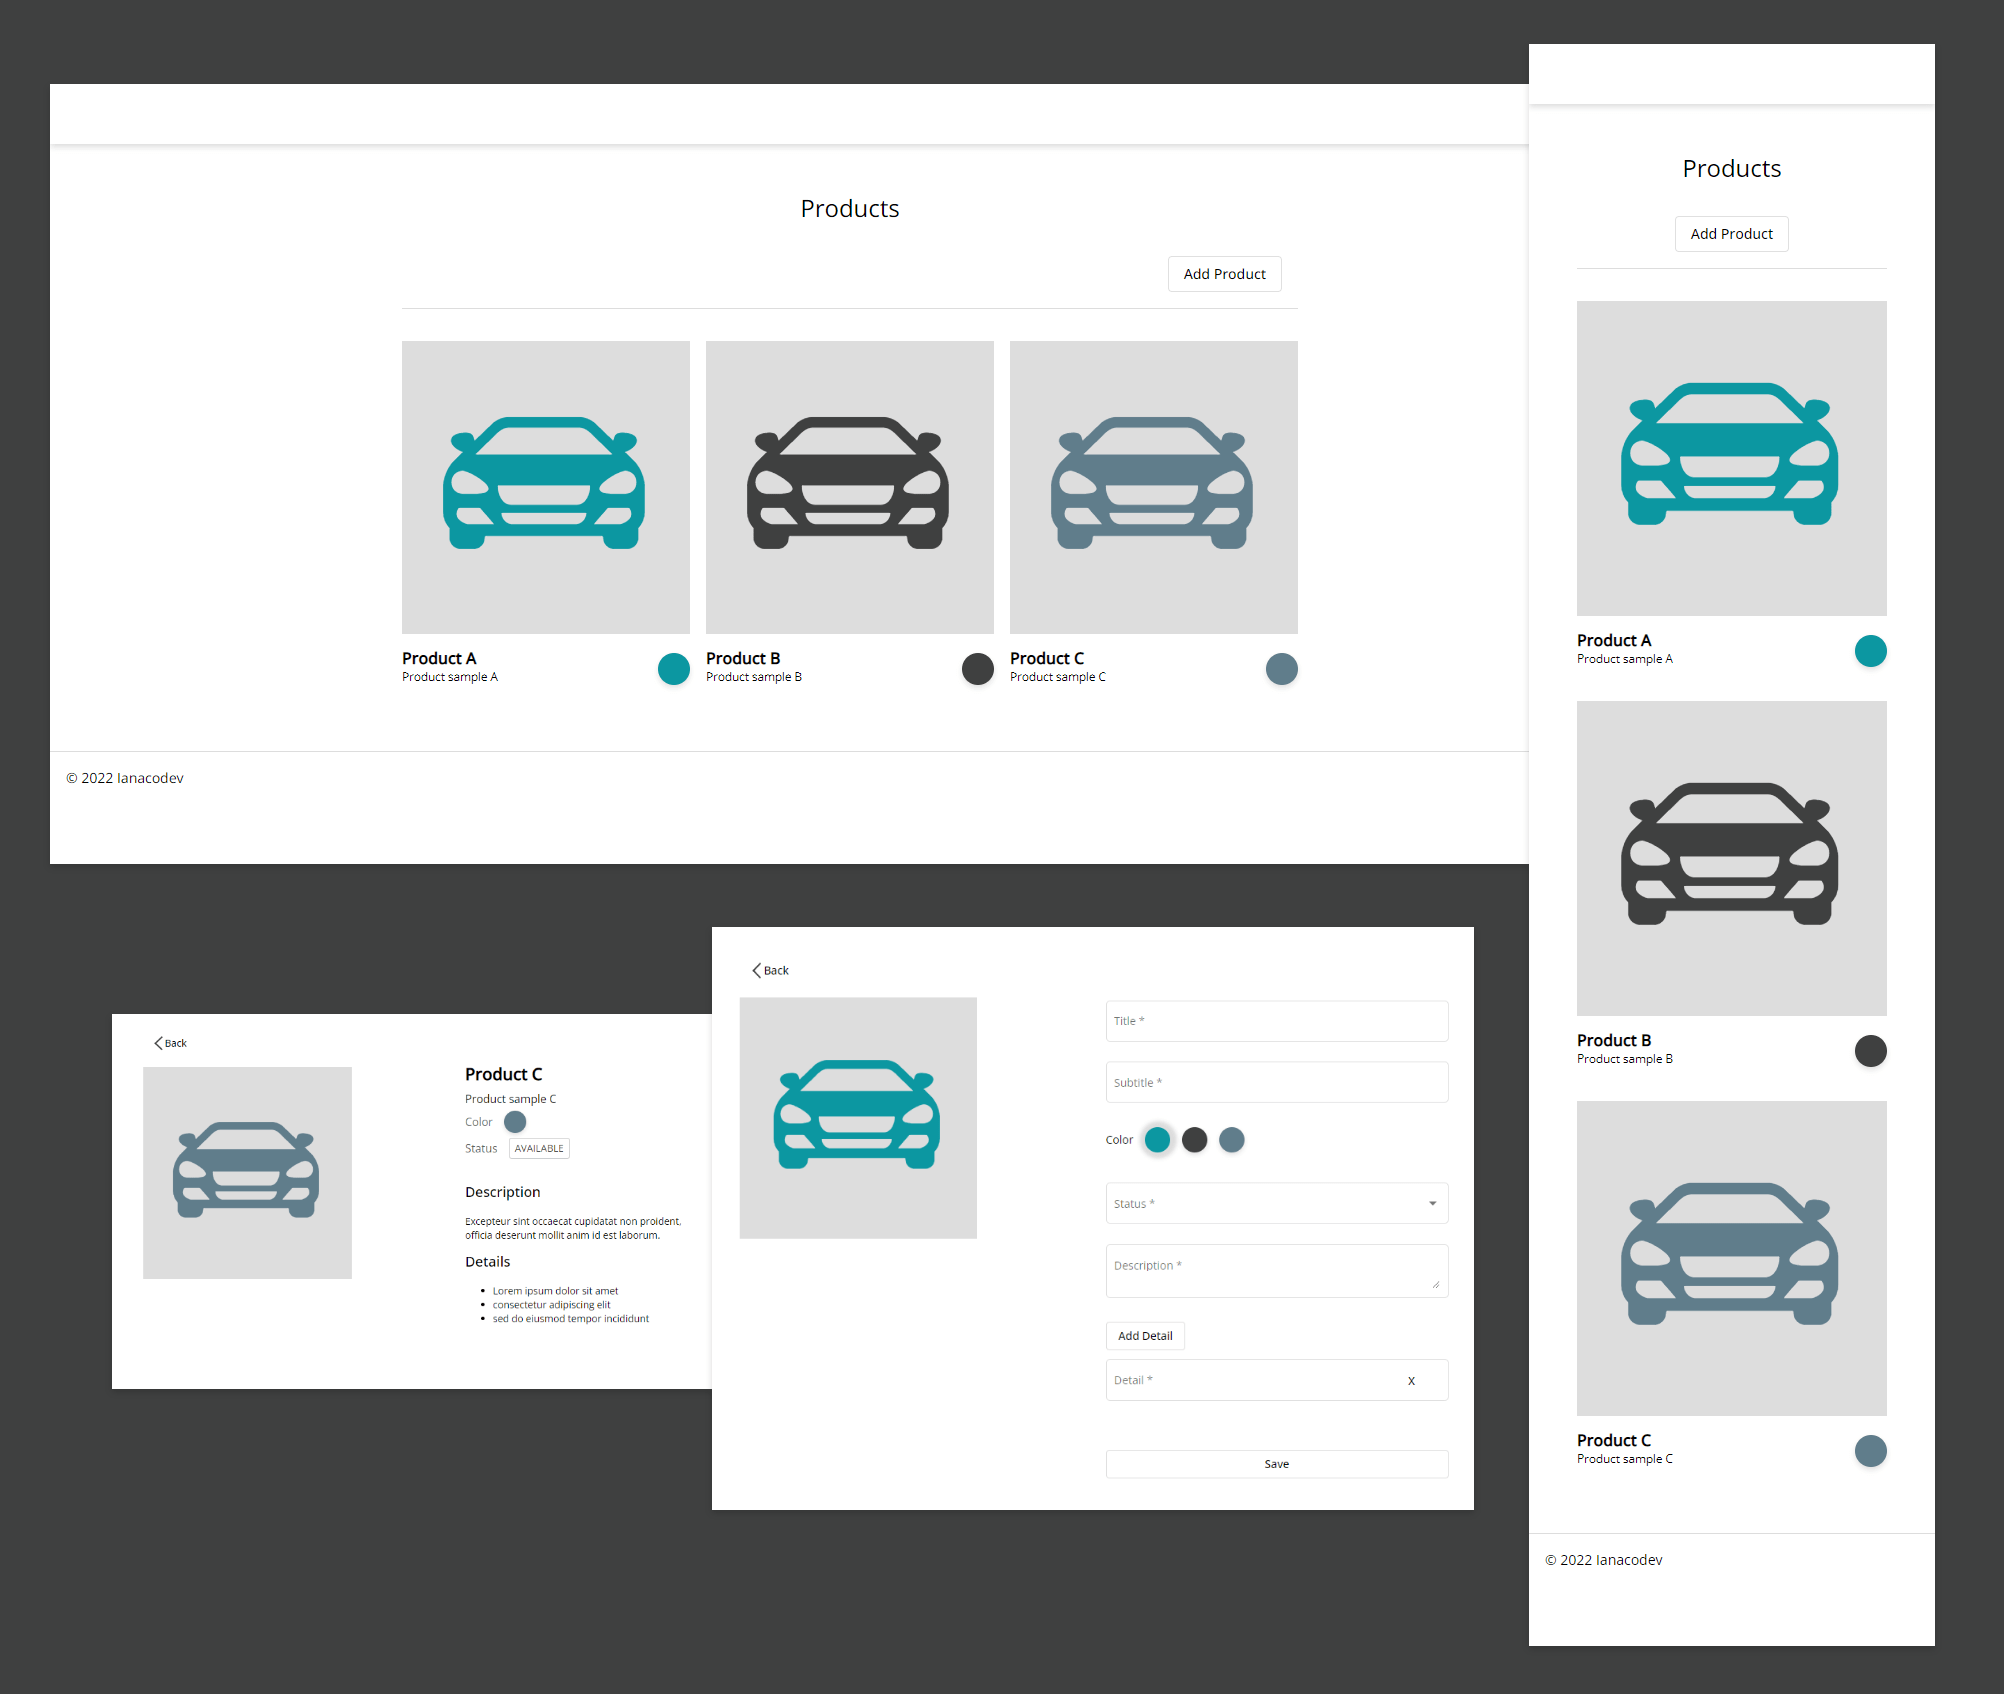 Products
Add Product
Product A
Product sample A
Product B
Product sample B
Product C
Product sample C
© 2022 Ianacodev
Back
Product C
Product sample C
Color
Status AVAILABLE
Description
Excepteur sint occaecat cupidatat non proident,
officia deserunt mollit anim id est laborum.
Details
Lorem ipsum dolor sit amet
consectetur adipiscing elit
sed do eiusmod tempor incididunt
Back
Title *
Subtitle *
Color
Status *
Description *
Add Detail
Detail * X
Save
Products
Add Product
Product A
Product sample A
Product B
Product sample B
Product C
Product sample C
© 2022 Ianacodev